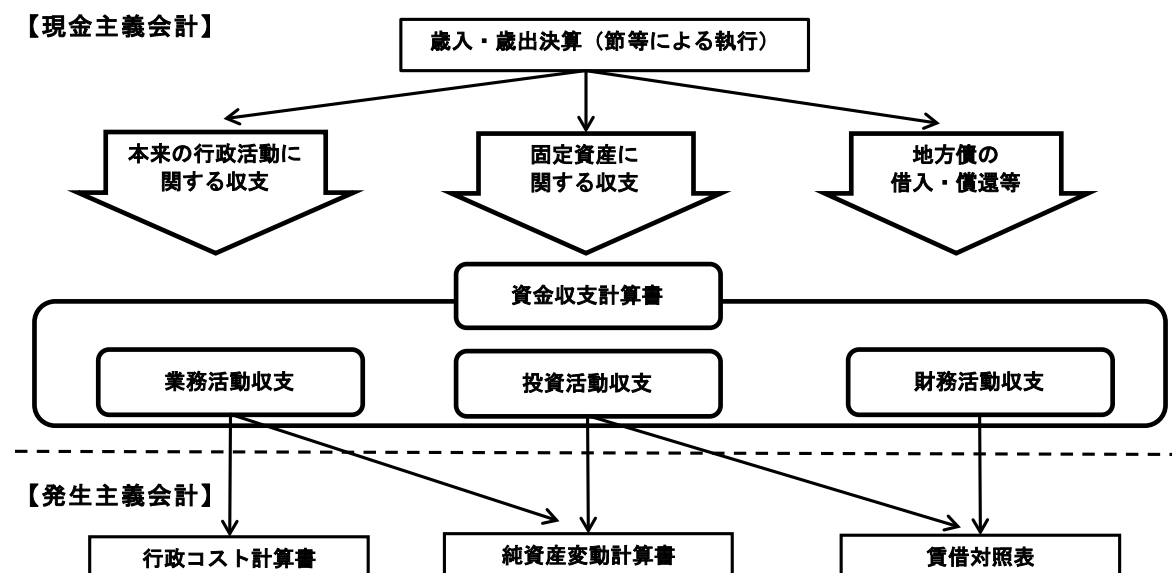 【現金主義会計】
歳入・歳出決算（節等による執行）
本来の行政活動に
関する収支
固定資産に
関する収支
地方債の
借入・償還等
資金収支計算書
業務活動収支
投資活動収支
財務活動収支
【発生主義会計】
行政コスト計算書
純資産変動計算書
賃借対照表